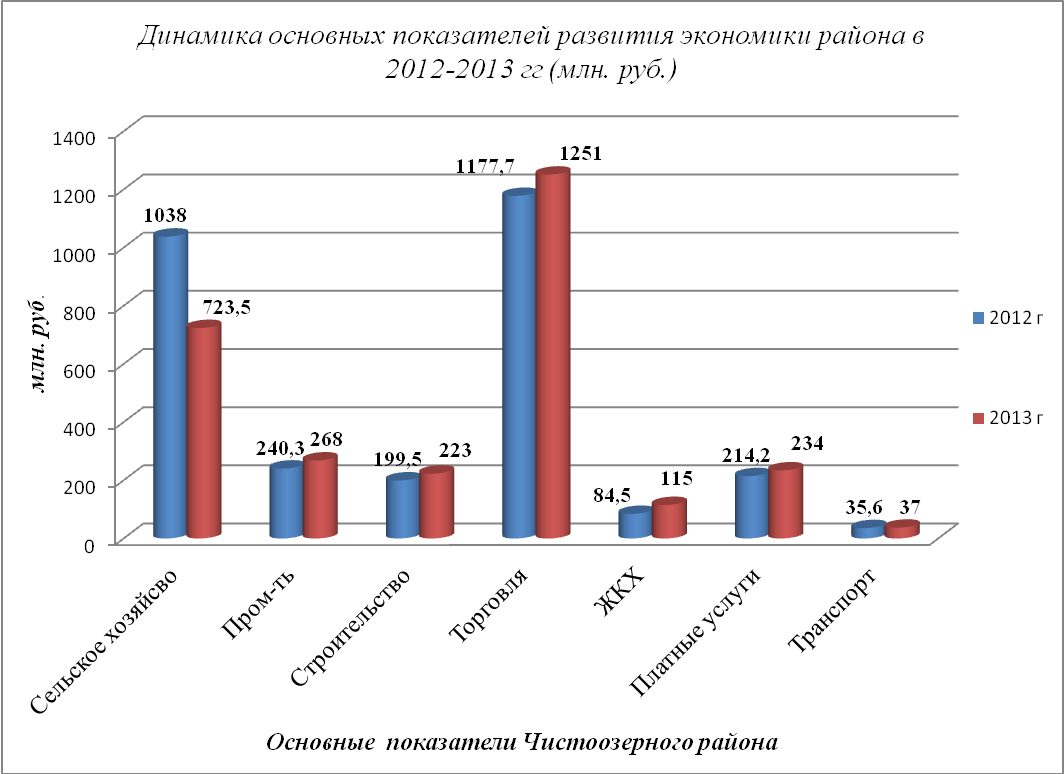 Динамика основных показателей развития экономики района в
2012-2013 гг (млн. руб.)
млн. руб.
1400
1200
1000
800
600
400
200
0
1038
723,5
240,3
268
199,5
223
1177,7
1251
84,5
115
214,2
234
35,6
37
2012 г
2013 г
Сельское хозяйсво
Пром-ть
Строительство
Торговля
ЖКХ
Платные услуги
Транспорт
Основные показатели Чистоозерного района